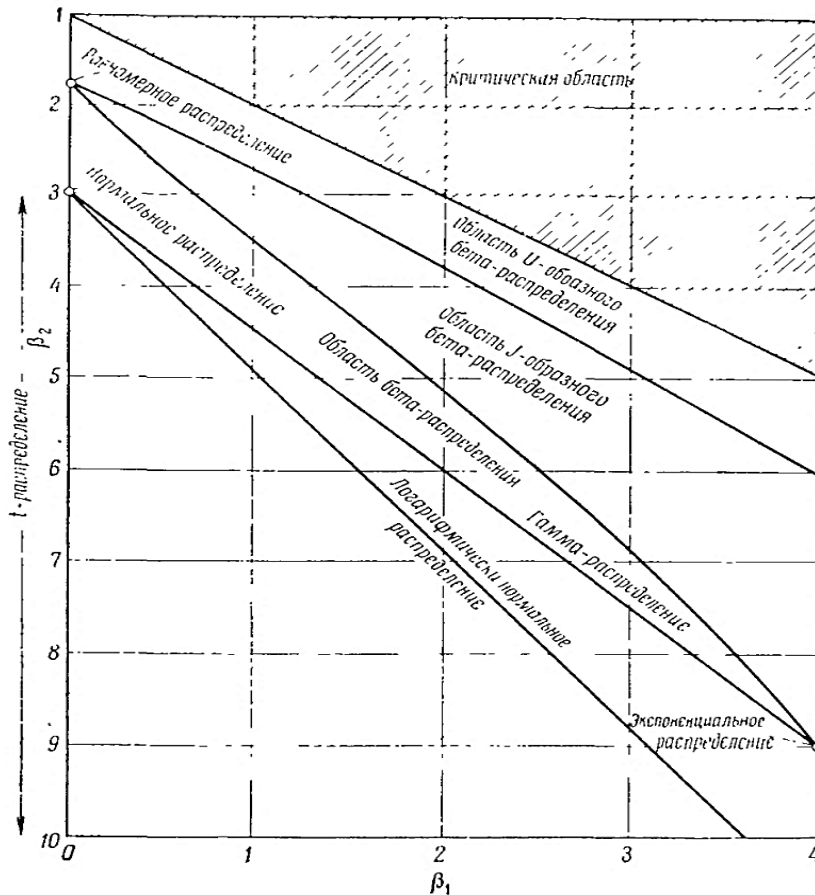 1
2
3
4
5
6
7
8
9
10
t-распределение
β₂
Равномерное распределение
Нормальное распределение
Критическая область
Область U-образного
бета-распределения
Область J-образного
бета-распределения
Область бета-распределения
Гамма-распределение
Логарифмически нормальное
распределение
Экспоненциальное
распределение
0
1
2
3
4
β₁